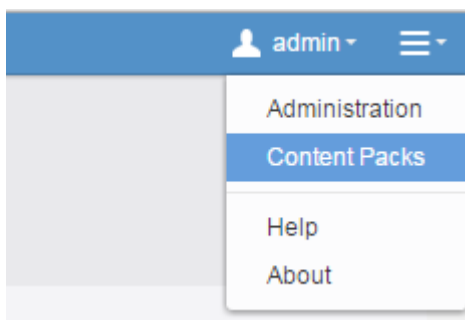 admin
Administration
Content Packs
Help
About